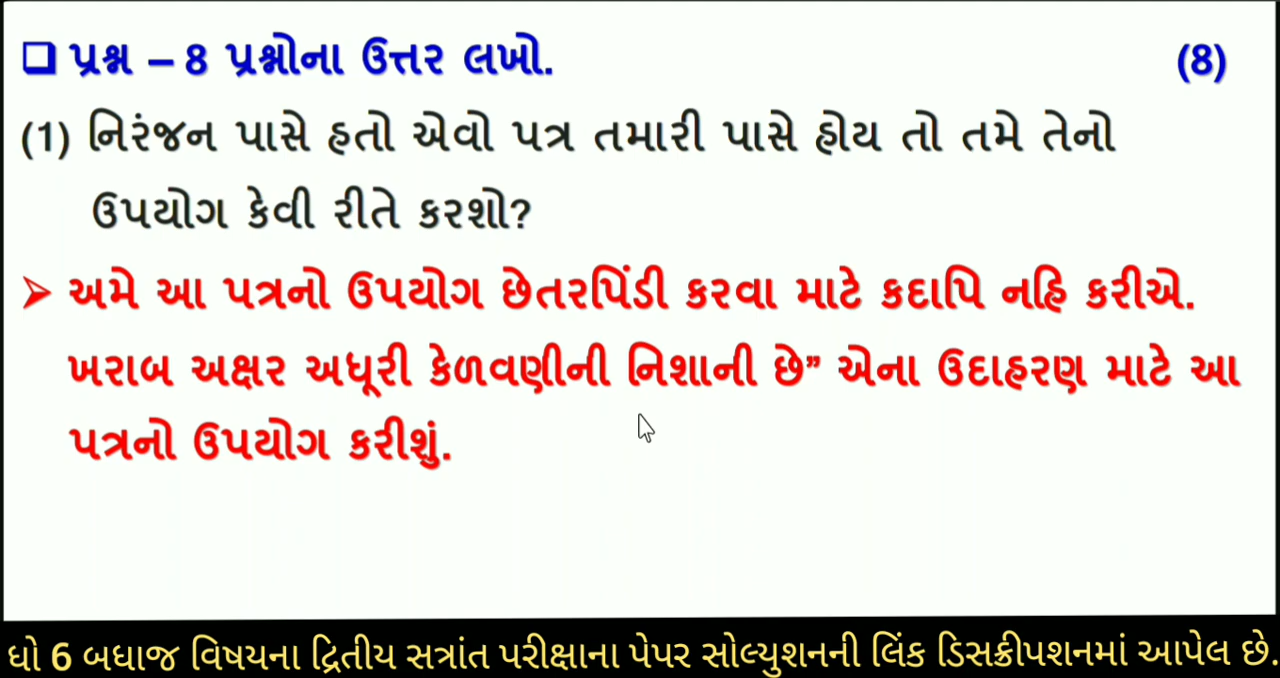 ❑ પ્રશ્ન – 8 પ્રશ્નોના ઉત્તર લખો. (8)
(1) નિરંજન પાસે હતો એવો પત્ર તમારી પાસે હોય તો તમે તેનો
ઉપયોગ કેવી રીતે કરશો?
➢ અમે આ પત્રનો ઉપયોગ છેતરપિંડી કરવા માટે કદાપિ નહિ કરીએ.
ખરાબ અક્ષર અધૂરી કેળવણીની નિશાની છે” એના ઉદાહરણ માટે આ
પત્રનો ઉપયોગ કરીશું.
ધો 6 બધાજ વિષયના દ્રિતીય સત્રાંત પરીક્ષાના પેપર સોલ્યુશનની લિંક ડિસક્રીપશનમાં આપેલ છે.